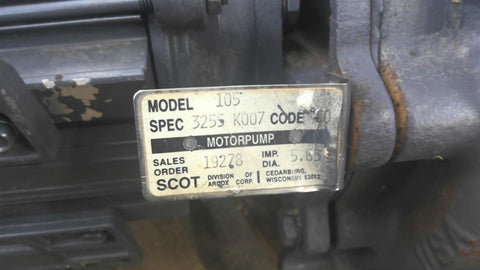 MODEL 105
SPEC 325S K007 CODE
MOTORPUMP
SALES ORDER 19278 IMP. DIA. 5.65
SCOT DIVISION OF ARDOX CORP. CEDARBURG, WISCONSIN 53012